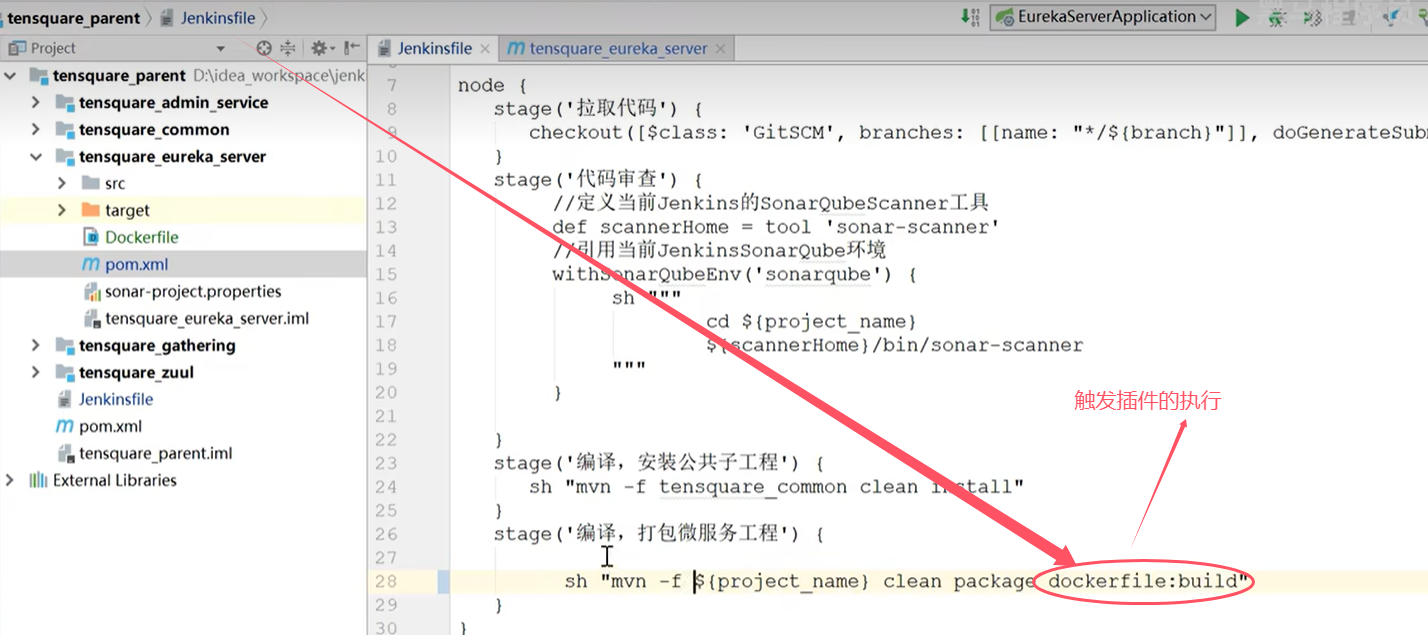 tensquare_parent
Jenkinsfile
EurekaServerApplication
Project
Jenkinsfile
tensquare_eureka_server
tensquare_parent D:\idea_workspace\jenk
tensquare_admin_service
tensquare_common
tensquare_eureka_server
src
target
Dockerfile
pom.xml
sonar-project.properties
tensquare_eureka_server.iml
tensquare_gathering
tensquare_zuul
Jenkinsfile
pom.xml
tensquare_parent.iml
External Libraries
7 node {
8 stage('拉取代码') {
9 checkout([$class: 'GitSCM', branches: [[name: "*/${branch}"]], doGenerateSub
10 }
11 stage('代码审查') {
12 //定义当前Jenkins的SonarQubeScanner工具
13 def scannerHome = tool 'sonar-scanner'
14 //引用当前JenkinsSonarQube环境
15 withSonarQubeEnv('sonarqube') {
16 sh """
17 cd ${project_name}
18 ${scannerHome}/bin/sonar-scanner
19 """
20 }
21
22 }
23 stage('编译，安装公共子工程') {
24 sh "mvn -f tensquare_common clean install"
25 }
26 stage('编译，打包微服务工程') {
27
28 sh "mvn -f ${project_name} clean package dockerfile:build"
29 }
30 }
触发插件的执行